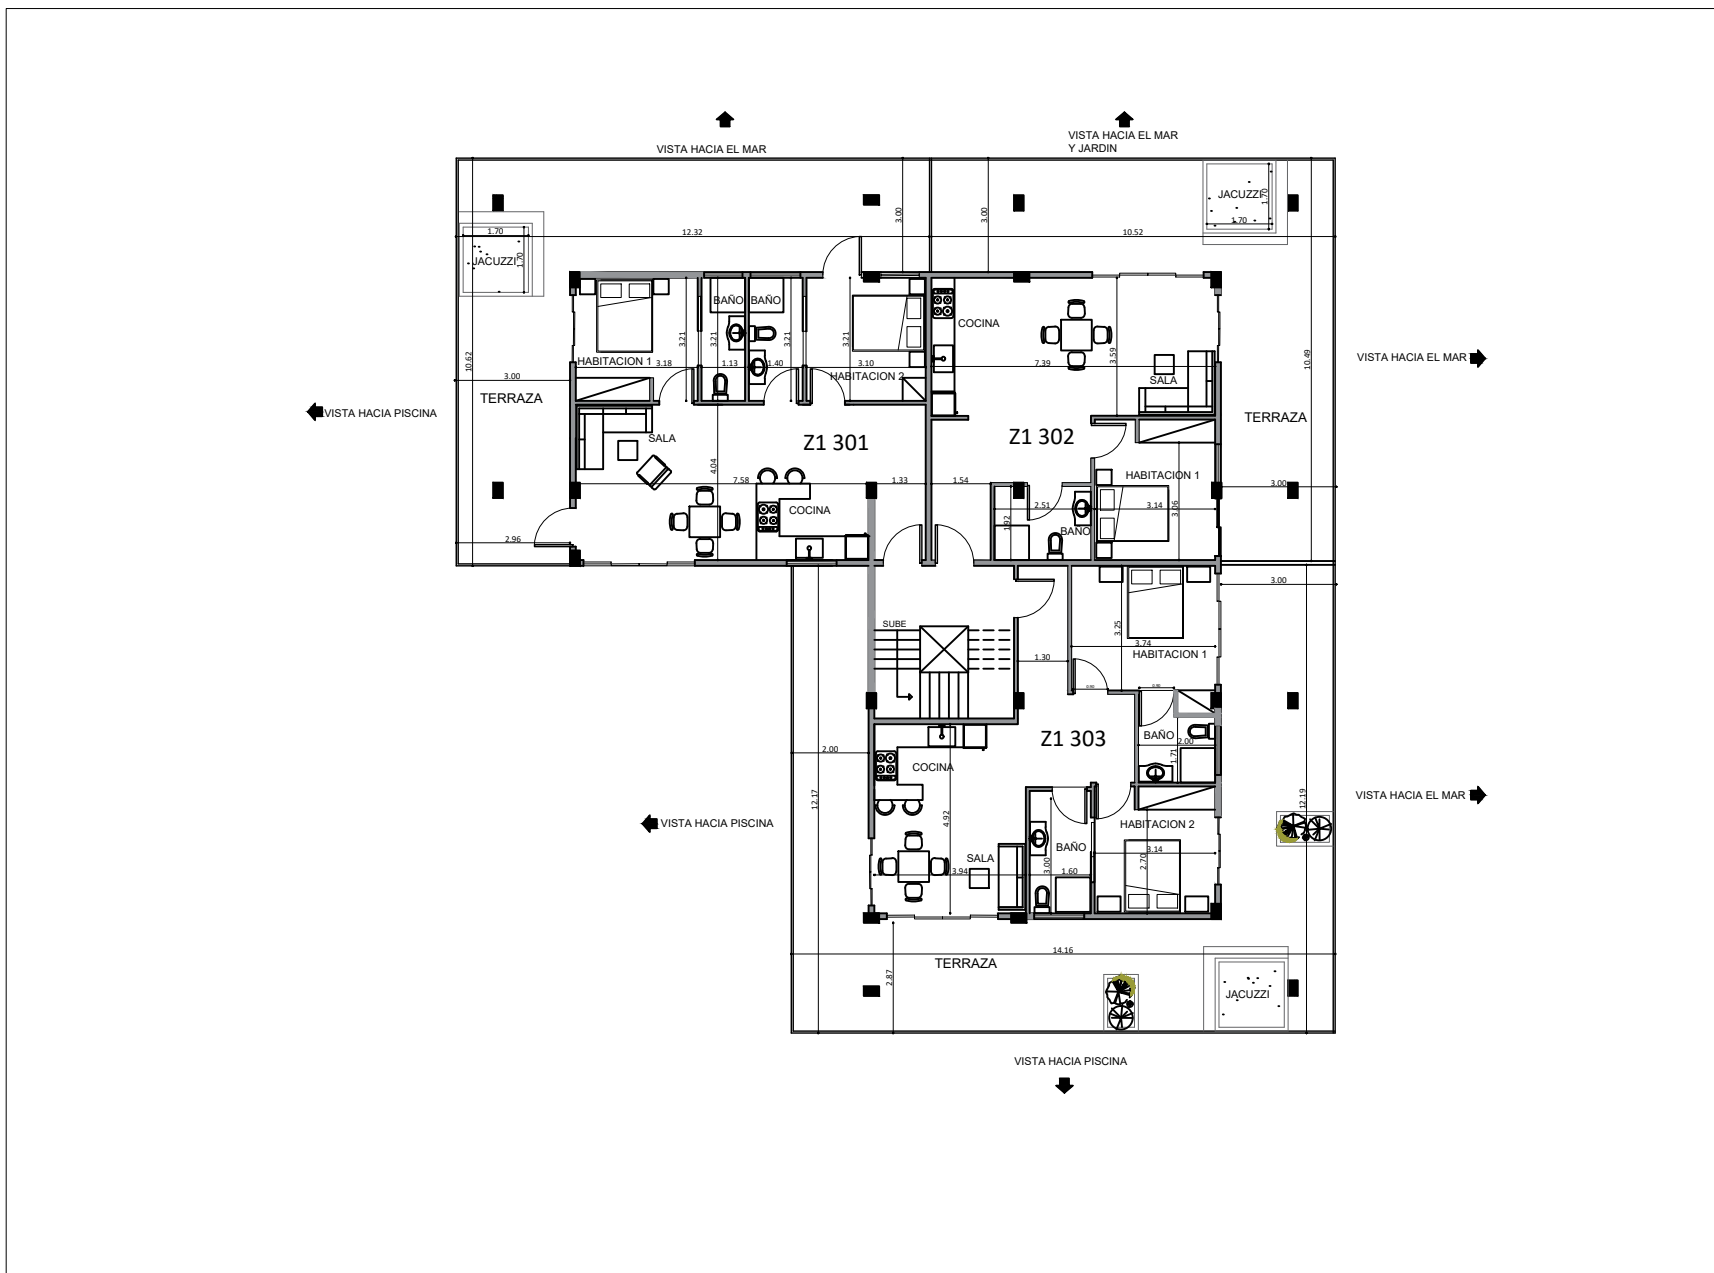 VISTA HACIA EL MAR
VISTA HACIA EL MAR
Y JARDIN
JACUZZI
1.70
1.70
3.00
3.00
12.32
10.52
1.70
1.70
JACUZZI
BAÑO
BAÑO
COCINA
3.21
3.21
3.21
3.21
3.59
10.62
10.49
HABITACION 1
3.18
1.13
1.40
3.10
HABITACION 2
7.39
SALA
VISTA HACIA EL MAR
3.00
TERRAZA
VISTA HACIA PISCINA
TERRAZA
SALA
Z1 301
Z1 302
4.04
7.58
1.33
1.54
HABITACION 1
3.00
COCINA
2.51
3.14
3.06
1.92
BAÑO
2.96
3.00
SUBE
3.25
3.74
HABITACION 1
1.30
0.90
0.90
Z1 303
BAÑO
2.00
1.71
2.00
COCINA
12.17
12.19
VISTA HACIA EL MAR
VISTA HACIA PISCINA
4.92
HABITACION 2
BAÑO
3.14
SALA
3.94
3.00
1.60
2.70
14.16
TERRAZA
2.87
JACUZZI
VISTA HACIA PISCINA